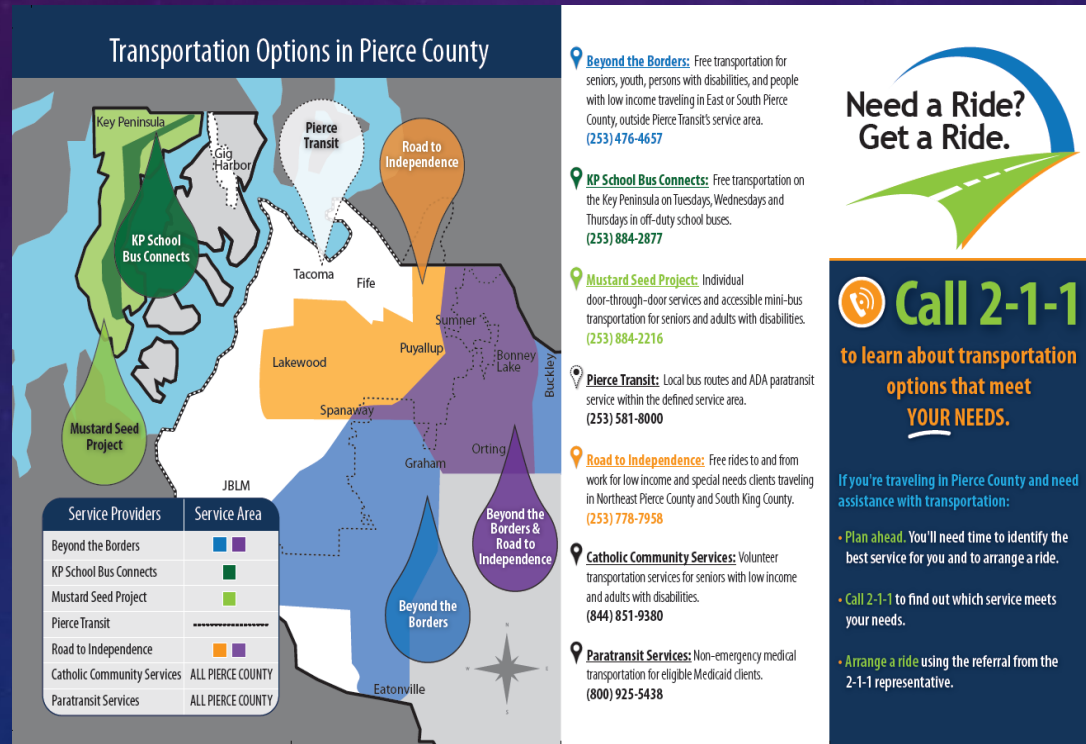 Transportation Options in Pierce County
Key Peninsula
Gig
Harbor
Pierce
Transit
Road to
Independence
KP School
Bus Connects
Tacoma
Fife
Sumner
Puyallup
Bonney
Lake
Buckley
Lakewood
Spanaway
Mustard Seed
Project
Graham
Orting
JBLM
Beyond the
Borders &
Road to
Independence
Beyond the
Borders
Eatonville
N
W
E
S
Service Providers Service Area
Beyond the Borders
KP School Bus Connects
Mustard Seed Project
Pierce Transit
Road to Independence
Catholic Community Services ALL PIERCE COUNTY
Paratransit Services ALL PIERCE COUNTY
Beyond the Borders: Free transportation for
seniors, youth, persons with disabilities, and people
with low income traveling in East or South Pierce
County, outside Pierce Transit's service area.
(253) 476-4657
KP School Bus Connects: Free transportation on
the Key Peninsula on Tuesdays, Wednesdays and
Thursdays in off-duty school buses.
(253) 884-2877
Mustard Seed Project: Individual
door-through-door services and accessible mini-bus
transportation for seniors and adults with disabilities.
(253) 884-2216
Pierce Transit: Local bus routes and ADA paratransit
service within the defined service area.
(253) 581-8000
Road to Independence: Free rides to and from
work for low income and special needs clients traveling
in Northeast Pierce County and South King County.
(253) 778-7958
Catholic Community Services: Volunteer
transportation services for seniors with low income
and adults with disabilities.
(844) 851-9380
Paratransit Services: Non-emergency medical
transportation for eligible Medicaid clients.
(800) 925-5438
Need a Ride?
Get a Ride.
Call 2-1-1
to learn about transportation
options that meet
YOUR NEEDS.
If you're traveling in Pierce County and need
assistance with transportation:
• Plan ahead. You'll need time to identify the
best service for you and to arrange a ride.
• Call 2-1-1 to find out which service meets
your needs.
• Arrange a ride using the referral from the
2-1-1 representative.